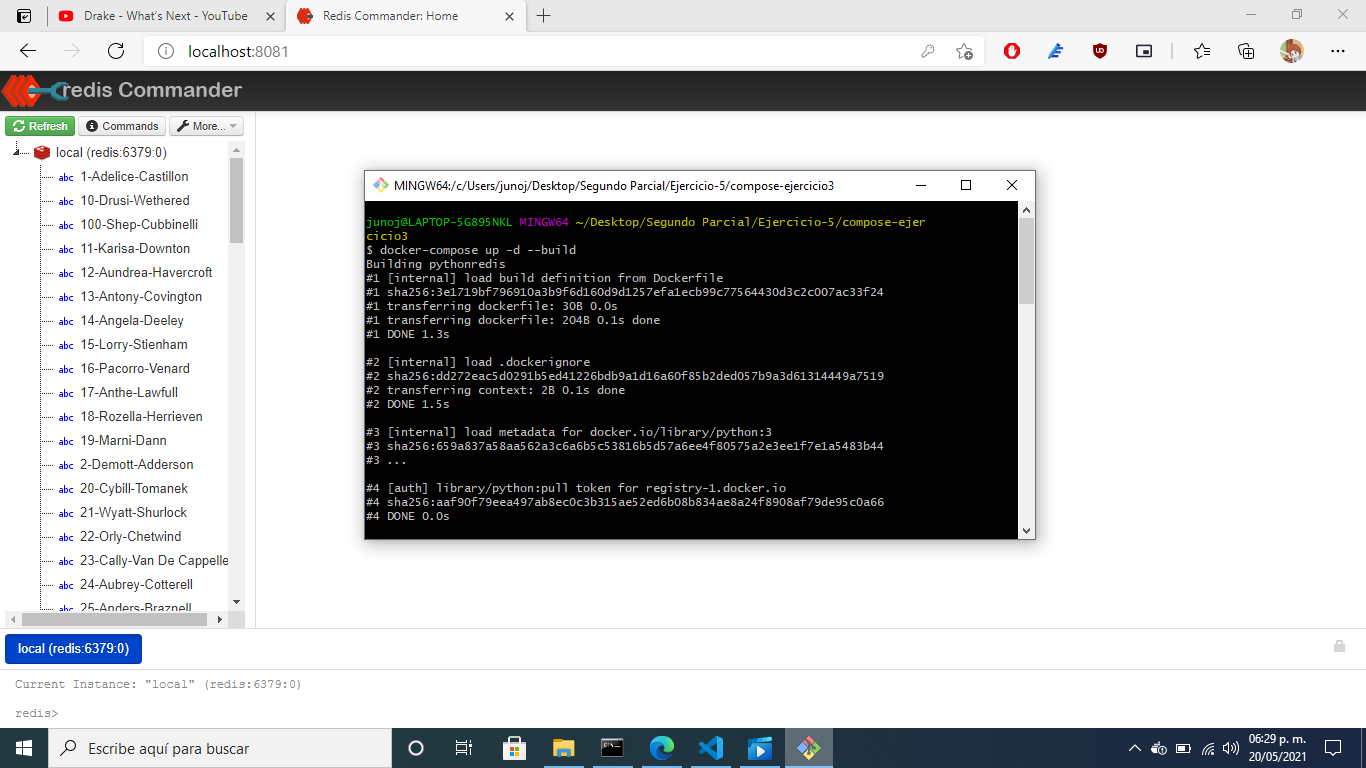 Drake - What's Next - YouTube
Redis Commander: Home
localhost:8081
redis Commander
Refresh
Commands
More...
local (redis:6379:0)
abc 1-Adelice-Castillon
abc 10-Drusi-Wethered
abc 100-Shep-Cubbinelli
abc 11-Karisa-Downton
abc 12-Aundrea-Havercroft
abc 13-Antony-Covington
abc 14-Angela-Deeley
abc 15-Lorry-Stienham
abc 16-Pacorro-Venard
abc 17-Anthe-Lawfull
abc 18-Rozella-Herrieven
abc 19-Marni-Dann
abc 2-Demott-Adderson
abc 20-Cybill-Tomanek
abc 21-Wyatt-Shurlock
abc 22-Orly-Chetwind
abc 23-Cally-Van De Cappelle
abc 24-Aubrey-Cotterell
abc 25-Anders-Braznell
MINGW64:/c/Users/junoj/Desktop/Segundo Parcial/Ejercicio-5/compose-ejercicio3
junoj@LAPTOP-5G895NKL MINGW64 ~/Desktop/Segundo Parcial/Ejercicio-5/compose-ejer
cicio3
$ docker-compose up -d --build
Building pythonredis
#1 [internal] load build definition from Dockerfile
#1 sha256:3e1719bf796910a3b9f6d160d9d1257efa1ecb99c77564430d3c2c007ac33f24
#1 transferring dockerfile: 30B 0.0s
#1 transferring dockerfile: 204B 0.1s done
#1 DONE 1.3s
#2 [internal] load .dockerignore
#2 sha256:dd272eac5d0291b5ed41226bdb9a1d16a60f85b2ded057b9a3d61314449a7519
#2 transferring context: 2B 0.1s done
#2 DONE 1.5s
#3 [internal] load metadata for docker.io/library/python:3
#3 sha256:659a837a58aa562a3c6a6b5c53816b5d57a6ee4f80575a2e3ee1f7e1a5483b44
#3 ...
#4 [auth] library/python:pull token for registry-1.docker.io
#4 sha256:aaf90f79eea497ab8ec0c3b315ae52ed6b08b834ae8a24f8908af79de95c0a66
#4 DONE 0.0s
local (redis:6379:0)
Current Instance: "local" (redis:6379:0)
redis>
Escribe aquí para buscar
06:29 p. m.
20/05/2021